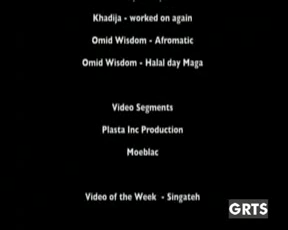 Khadija - worked on again
Omid Wisdom - Afromatic
Omid Wisdom - Halal day Maga
Video Segments
Plasta Inc Production
Moeblac
Video of the Week - Singateh
GRTS